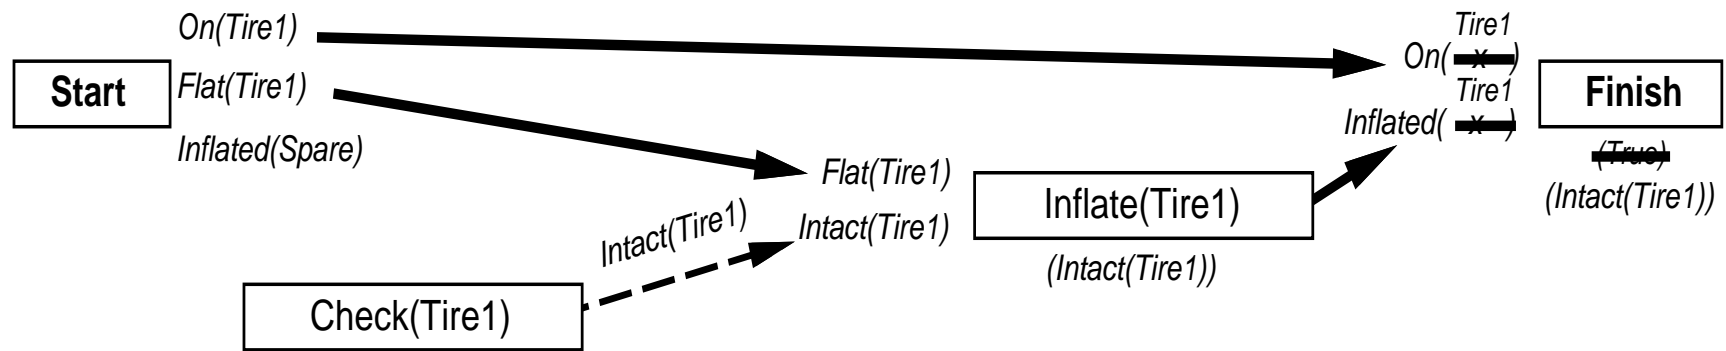 Start
On(Tire1)
Flat(Tire1)
Inflated(Spare)
Check(Tire1)
Intact(Tire1)
Flat(Tire1)
Intact(Tire1)
Inflate(Tire1)
(Intact(Tire1))
Tire1
On( x )
Tire1
Inflated( x )
Finish
(True)
(Intact(Tire1))